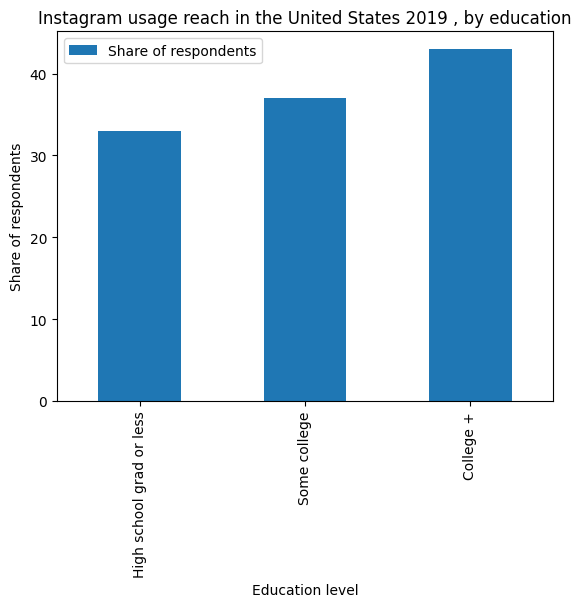 Instagram usage reach in the United States 2019 , by education
Share of respondents
Share of respondents
40
30
20
10
0
High school grad or less
Some college
College +
Education level